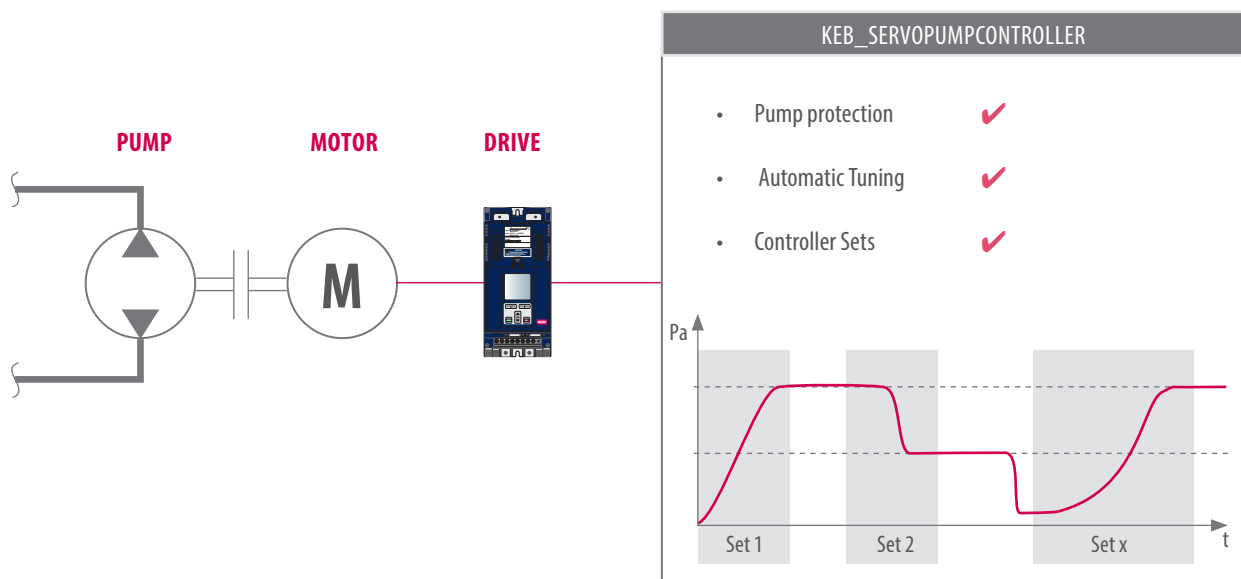 KEB_SERVOPUMPCONTROLLER
• Pump protection ✔
• Automatic Tuning ✔
• Controller Sets ✔
PUMP MOTOR DRIVE
M
Pa
Set 1 Set 2 Set x
t